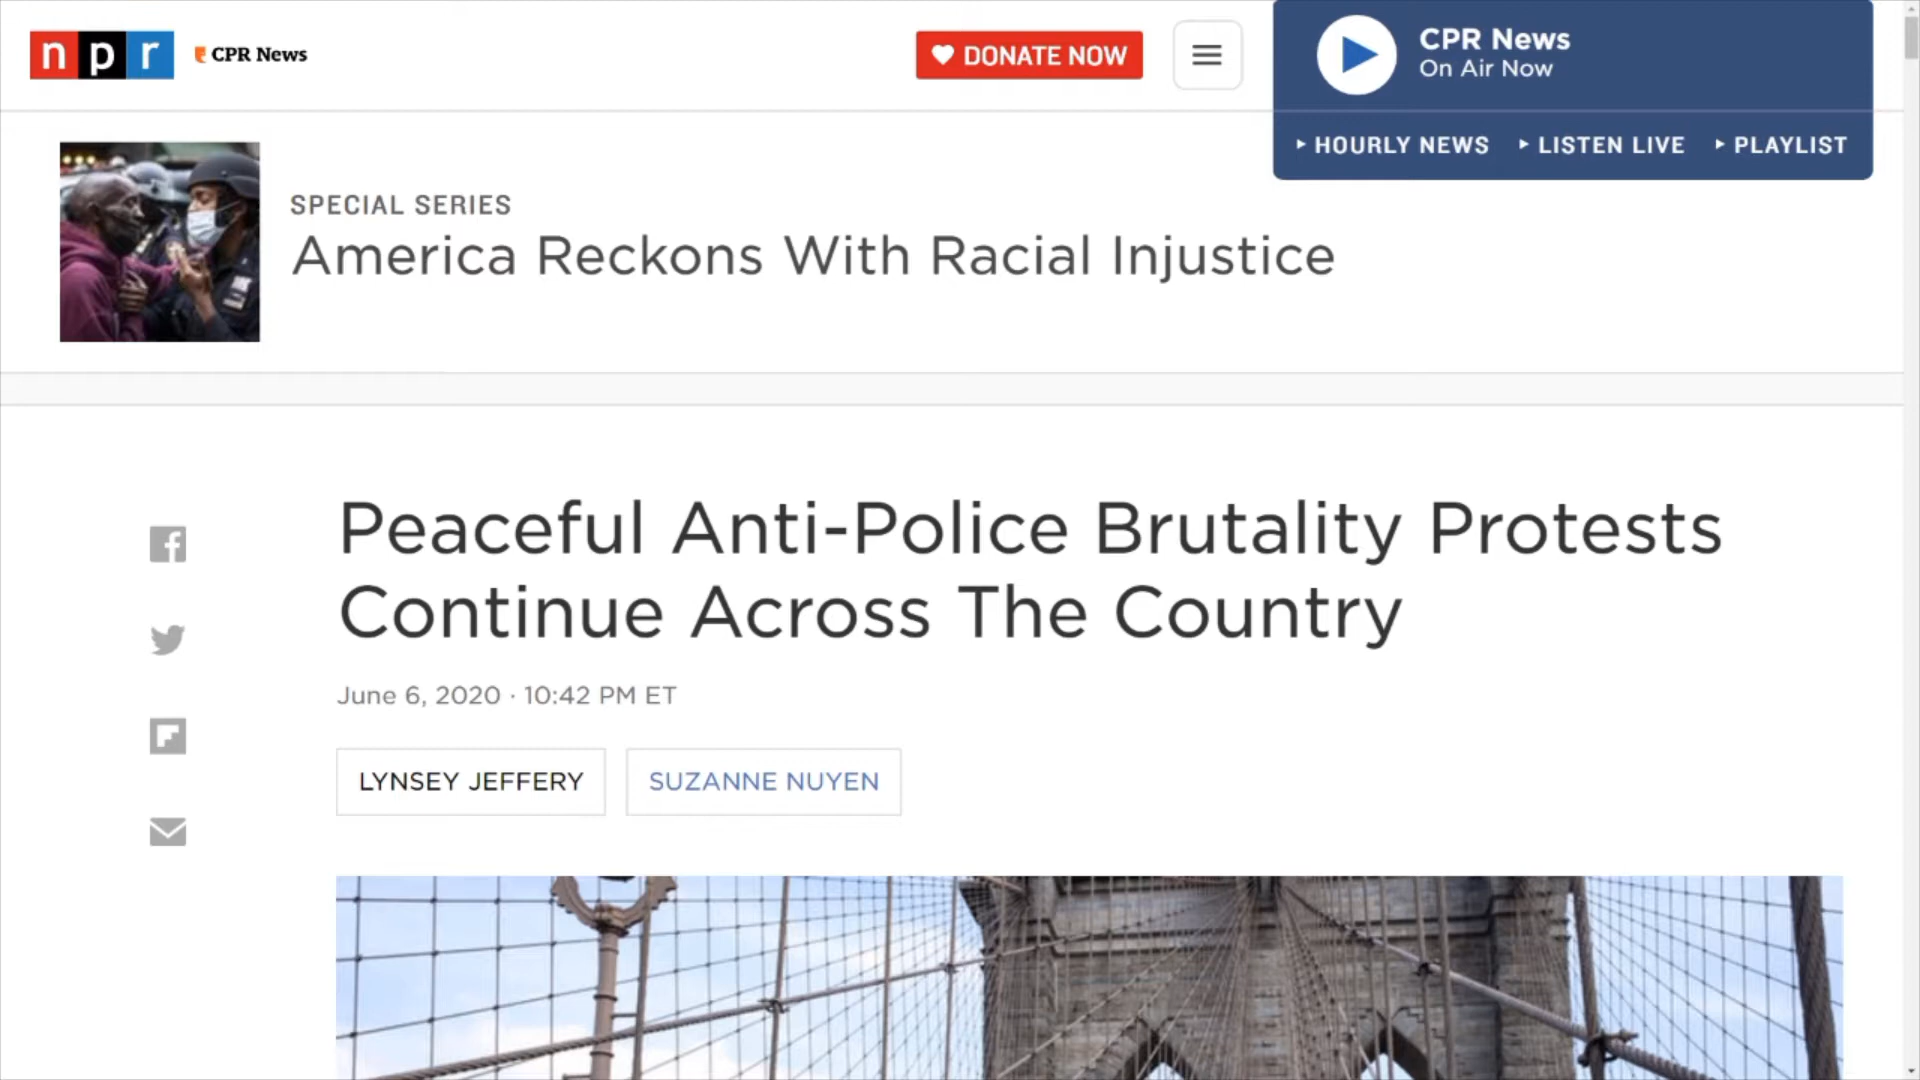 npr CPR News
DONATE NOW
CPR News
On Air Now
HOURLY NEWS LISTEN LIVE PLAYLIST
SPECIAL SERIES
America Reckons With Racial Injustice
Peaceful Anti-Police Brutality Protests
Continue Across The Country
June 6, 2020 · 10:42 PM ET
LYNSEY JEFFERY SUZANNE NUYEN